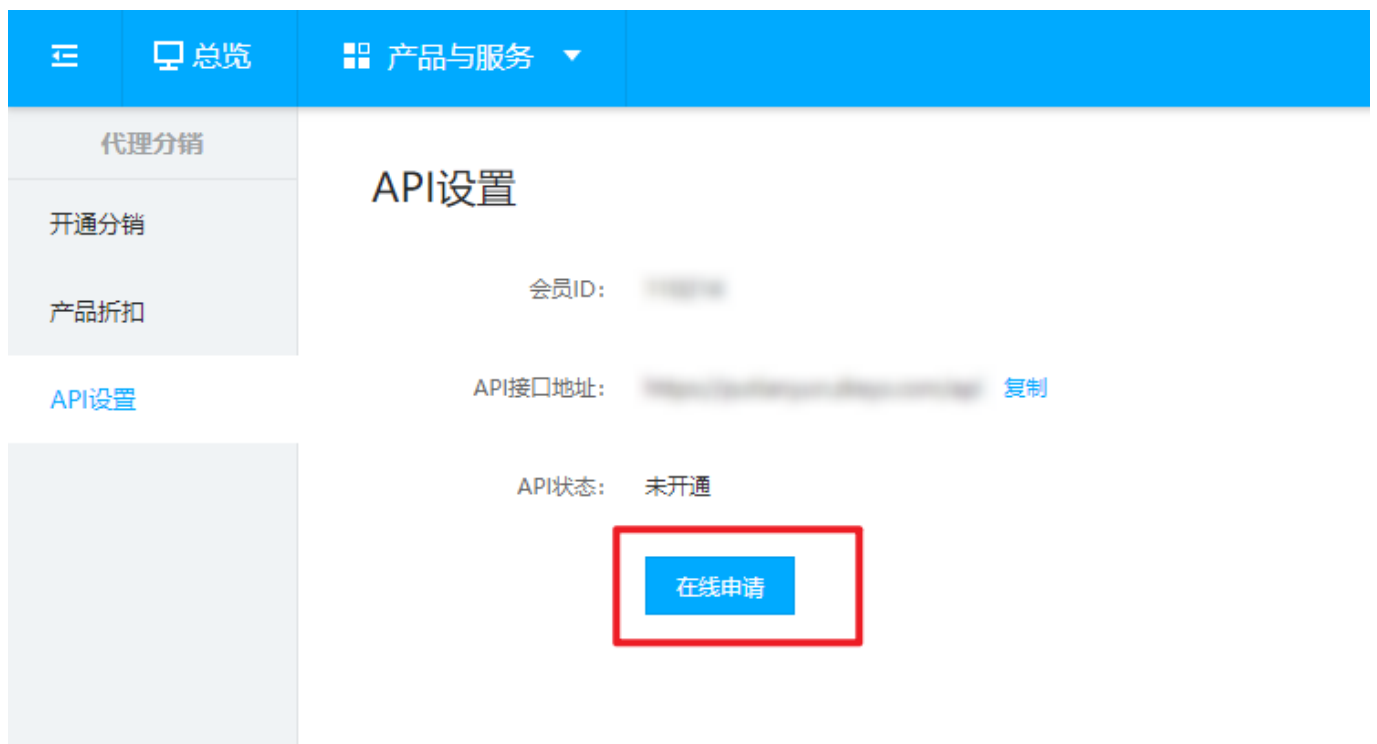 总览
产品与服务
代理分销
开通分销
产品折扣
API设置
API设置
会员ID:
API接口地址:
复制
API状态:
未开通
在线申请